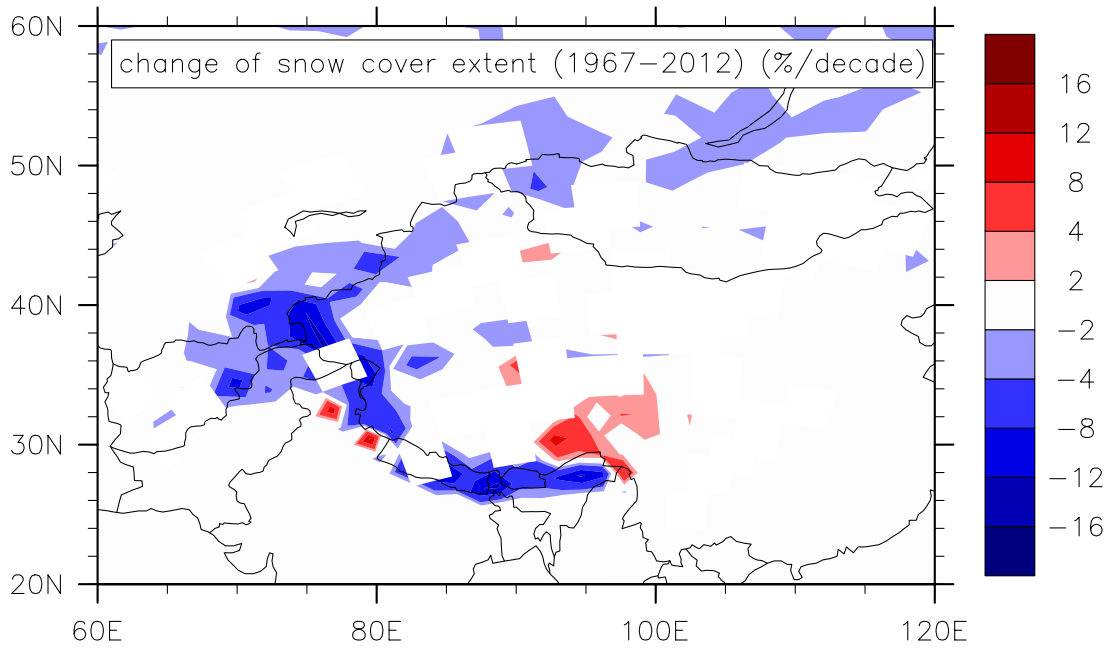 60N
change of snow cover extent (1967−2012) (%/decade)
50N
40N
30N
20N
60E
80E
100E
120E
16
12
8
4
2
−2
−4
−8
−12
−16